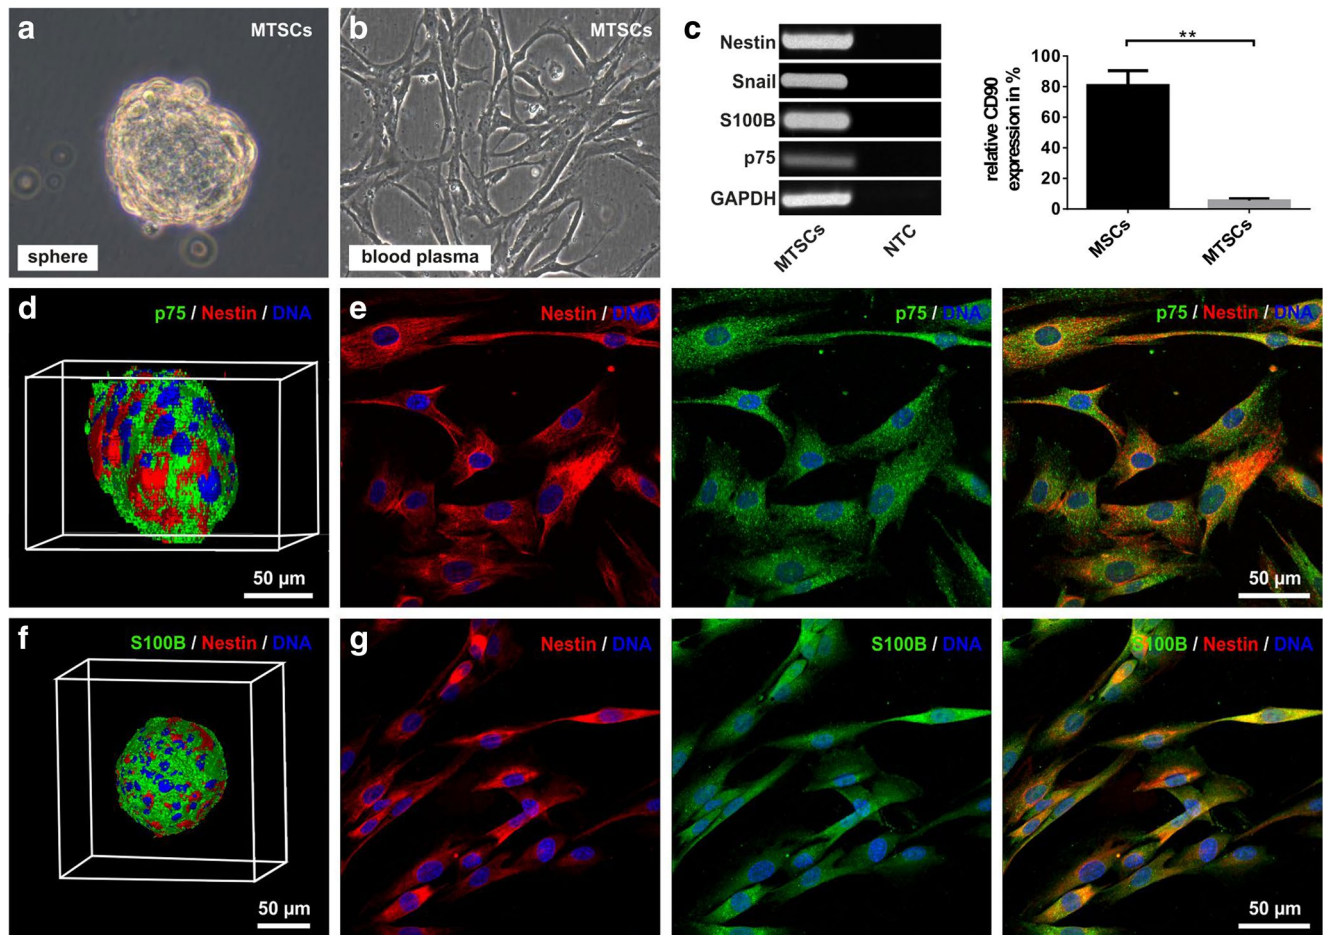 a
MTSCs
sphere
b
MTSCs
blood plasma
c
Nestin
Snail
S100B
p75
GAPDH
MTSCs
NTC
relative CD90
expression in %
100
80
60
40
20
0
**
MSCs
MTSCs
d
p75 / Nestin / DNA
50 µm
e
Nestin / DNA
p75 / DNA
p75 / Nestin / DNA
50 µm
f
S100B / Nestin / DNA
50 µm
g
Nestin / DNA
S100B / DNA
S100B / Nestin / DNA
50 µm